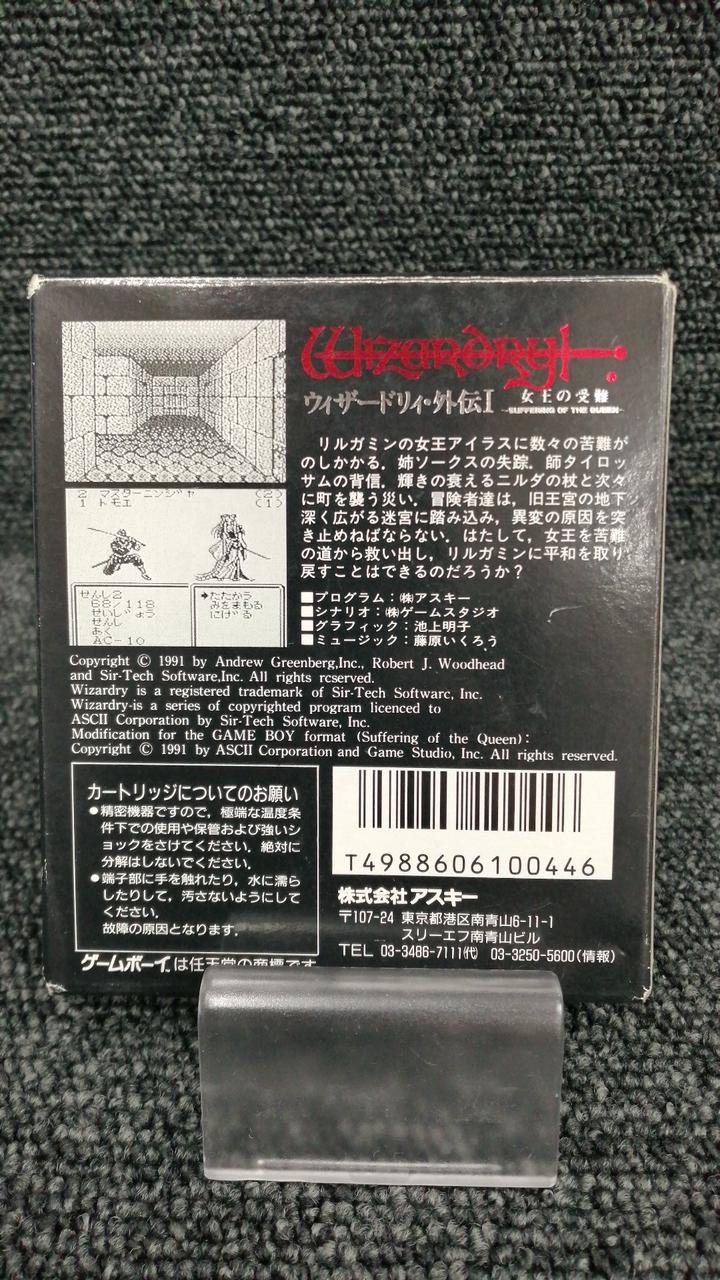 Wizardry
ウィザードリィ・外伝I 女王の受難
~SUFFERING OF THE QUEEN~
2 マスターニンジャ (2)
1 トモエ (1)
せんし2
68/118
せいしﾞょう
せんし
あく
AC-10
➔たたかう
みをまもる
にげる
リルガミンの女王アイラスに数々の苦難が
のしかかる．姉ソークスの失踪．師タイロッ
サムの背信．輝きの衰えるニルダの杖と次々
に町を襲う災い．冒険者達は，旧王宮の地下
深く広がる迷宮に踏み込み，異変の原因を突
き止めねばならない．はたして，女王を苦難
の道から救い出し，リルガミンに平和を取り
戻すことはできるのだろうか？
■プログラム：㈱アスキー
■シナリオ：㈱ゲームスタジオ
■グラフィック：池上明子
■ミュージック：藤原いくろう
Copyright © 1991 by Andrew Greenberg,Inc., Robert J. Woodhead
and Sir-Tech Software,Inc. All rights reserved.
Wizardry is a registered trademark of Sir-Tech Software, Inc.
Wizardry-is a series of copyrighted program licenced to
ASCII Corporation by Sir-Tech Software, Inc.
Modification for the GAME BOY format (Suffering of the Queen):
Copyright © 1991 by ASCII Corporation and Game Studio, Inc. All rights reserved.
カートリッジについてのお願い
●精密機器ですので，極端な温度条
件下での使用や保管および強いシ
ョックをさけてください．絶対に
分解はしないでください．
●端子部に手を触れたり，水に濡ら
したりして，汚さないようにして
ください．
故障の原因となります．
ゲームボーイは任天堂の商標です
T4988606100446
株式会社アスキー
〒107-24 東京都港区南青山6-11-1
スリーエフ南青山ビル
TEL 03-3486-7111㈹ 03-3250-5600(情報)